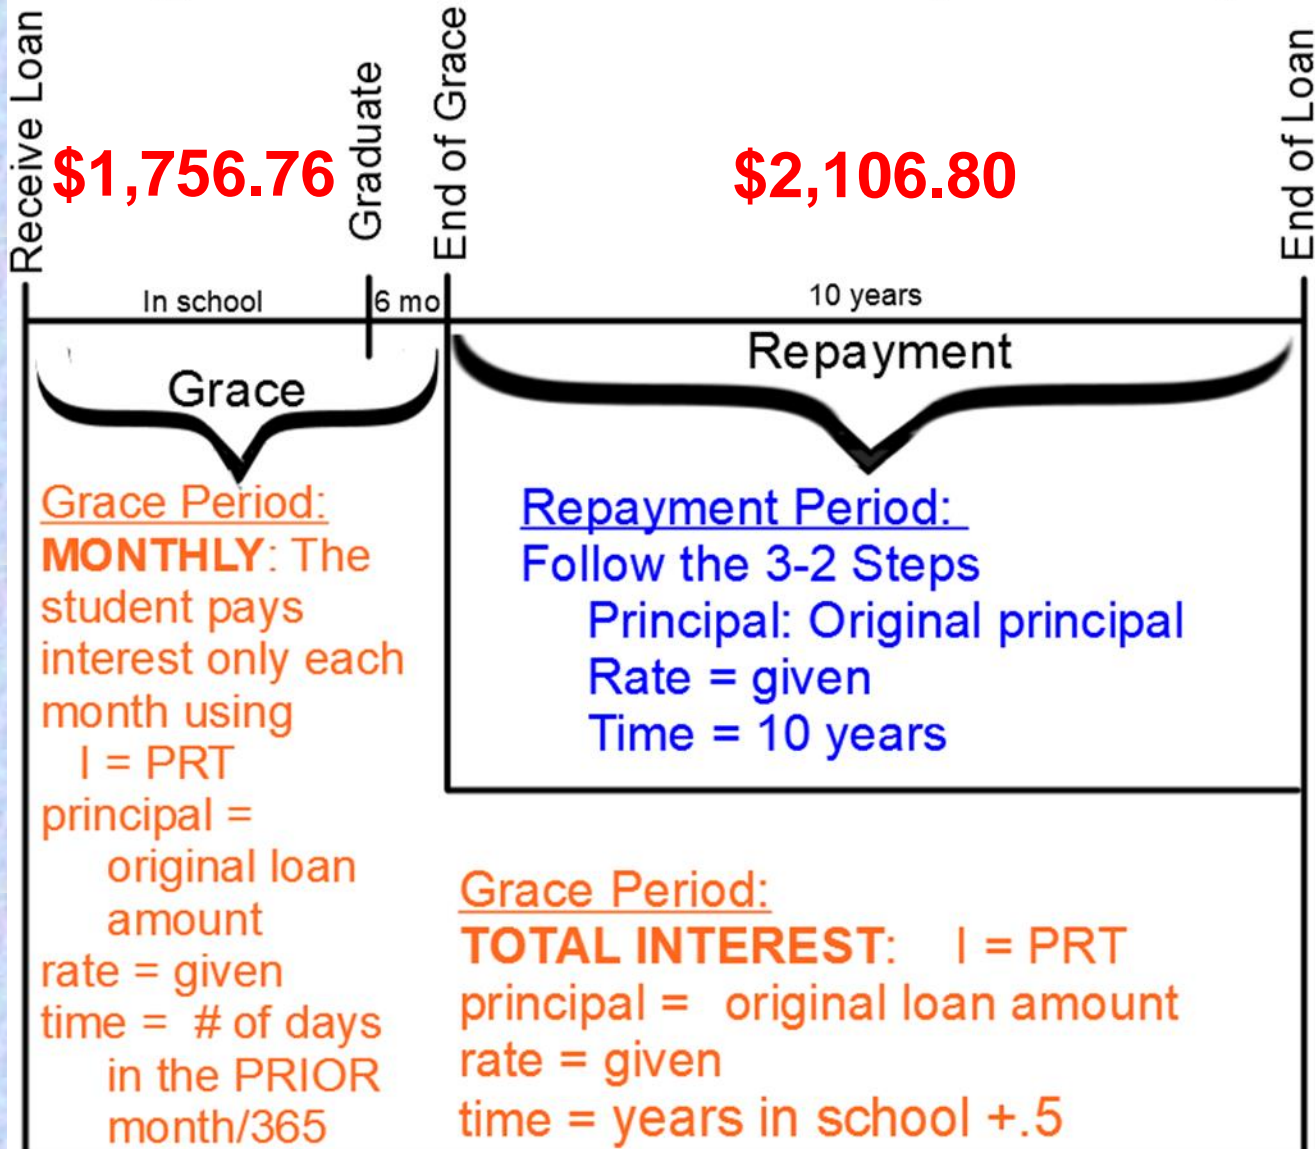 Receive Loan
$1,756.76
Graduate
End of Grace
$2,106.80
End of Loan
In school
6 mo
10 years
Grace
Repayment
Grace Period:
MONTHLY: The
student pays
interest only each
month using
I = PRT
principal =
original loan
amount
rate = given
time = # of days
in the PRIOR
month/365
Repayment Period:
Follow the 3-2 Steps
Principal: Original principal
Rate = given
Time = 10 years
Grace Period:
TOTAL INTEREST: I = PRT
principal = original loan amount
rate = given
time = years in school +.5